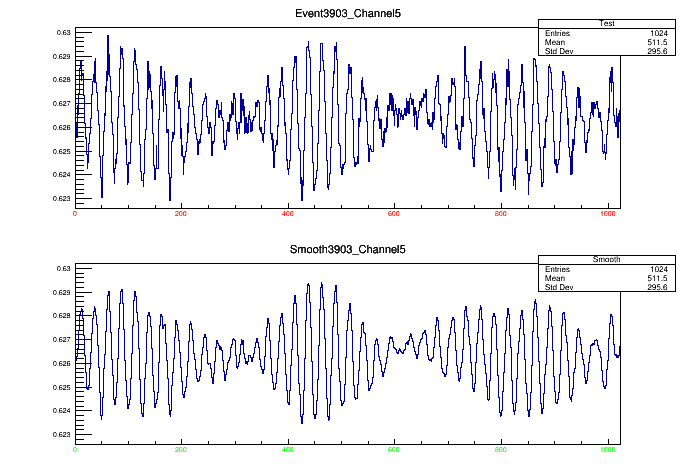 Event3903_Channel5
Test
Entries 1024
Mean 511.5
Std Dev 295.6
0.63
0.629
0.628
0.627
0.626
0.625
0.624
0.623
0 200 400 600 800 1000
Smooth3903_Channel5
Smooth
Entries 1024
Mean 511.5
Std Dev 295.6
0.63
0.629
0.628
0.627
0.626
0.625
0.624
0.623
0 200 400 600 800 1000